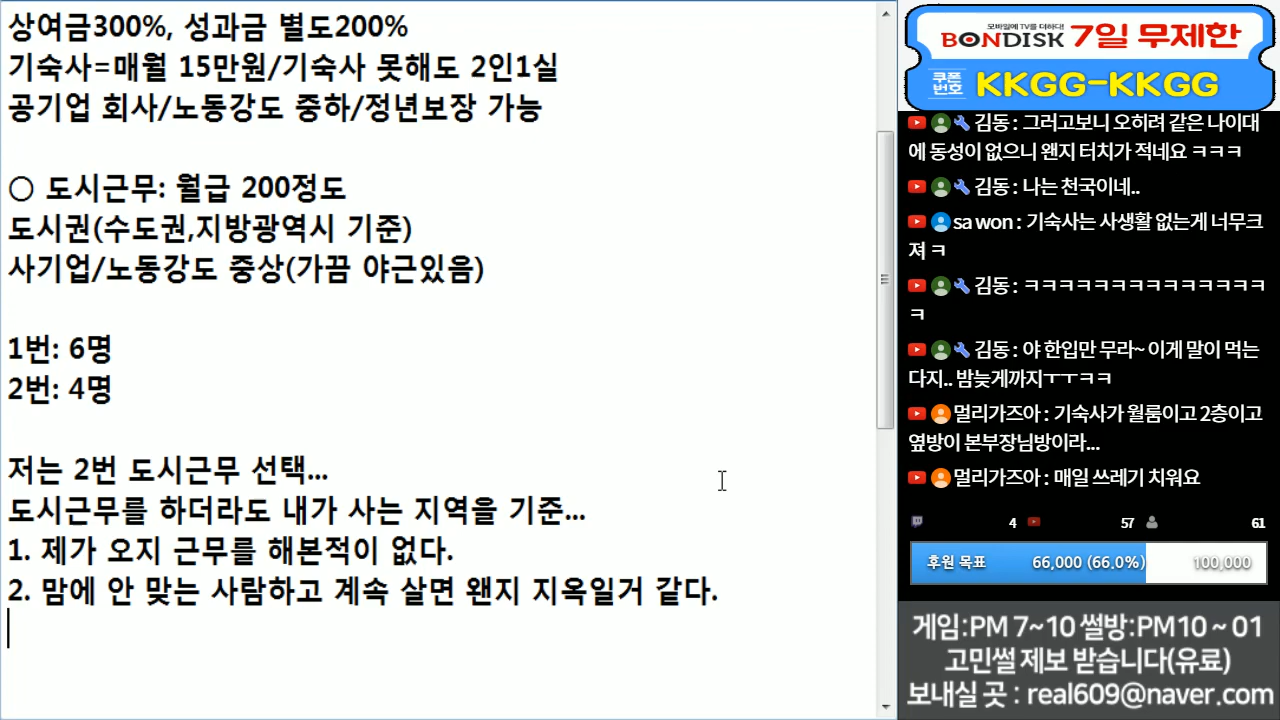 상여금300%, 성과금 별도200%
기숙사=매월 15만원/기숙사 못해도 2인1실
공기업 회사/노동강도 중하/정년보장 가능
○ 도시근무: 월급 200정도
도시권(수도권,지방광역시 기준)
사기업/노동강도 중상(가끔 야근있음)
1번: 6명
2번: 4명
저는 2번 도시근무 선택...
도시근무를 하더라도 내가 사는 지역을 기준...
1. 제가 오지 근무를 해본적이 없다.
2. 맘에 안 맞는 사람하고 계속 살면 왠지 지옥일거 같다.
모바일에 TV를 더하다!
BONDISK 7일 무제한
쿠폰번호 KKGG-KKGG
김동 : 그러고보니 오히려 같은 나이대
에 동성이 없으니 왠지 터치가 적네요 ㅋㅋㅋ
김동 : 나는 천국이네..
sa won : 기숙사는 사생활 없는게 너무크
져 ㅋ
김동 : ㅋㅋㅋㅋㅋㅋㅋㅋㅋㅋㅋㅋㅋㅋ
ㅋ
김동 : 야 한입만 무라~ 이게 말이 먹는
다지.. 밤늦게까지ㅜㅜㅋㅋ
멀리가즈아 : 기숙사가 월룸이고 2층이고
옆방이 본부장님방이라...
멀리가즈아 : 매일 쓰레기 치워요
4 57 61
후원 목표 66,000 (66.0%) 100,000
게임:PM 7~10 썰방:PM10 ~ 01
고민썰 제보 받습니다(유료)
보내실 곳 : real609@naver.com